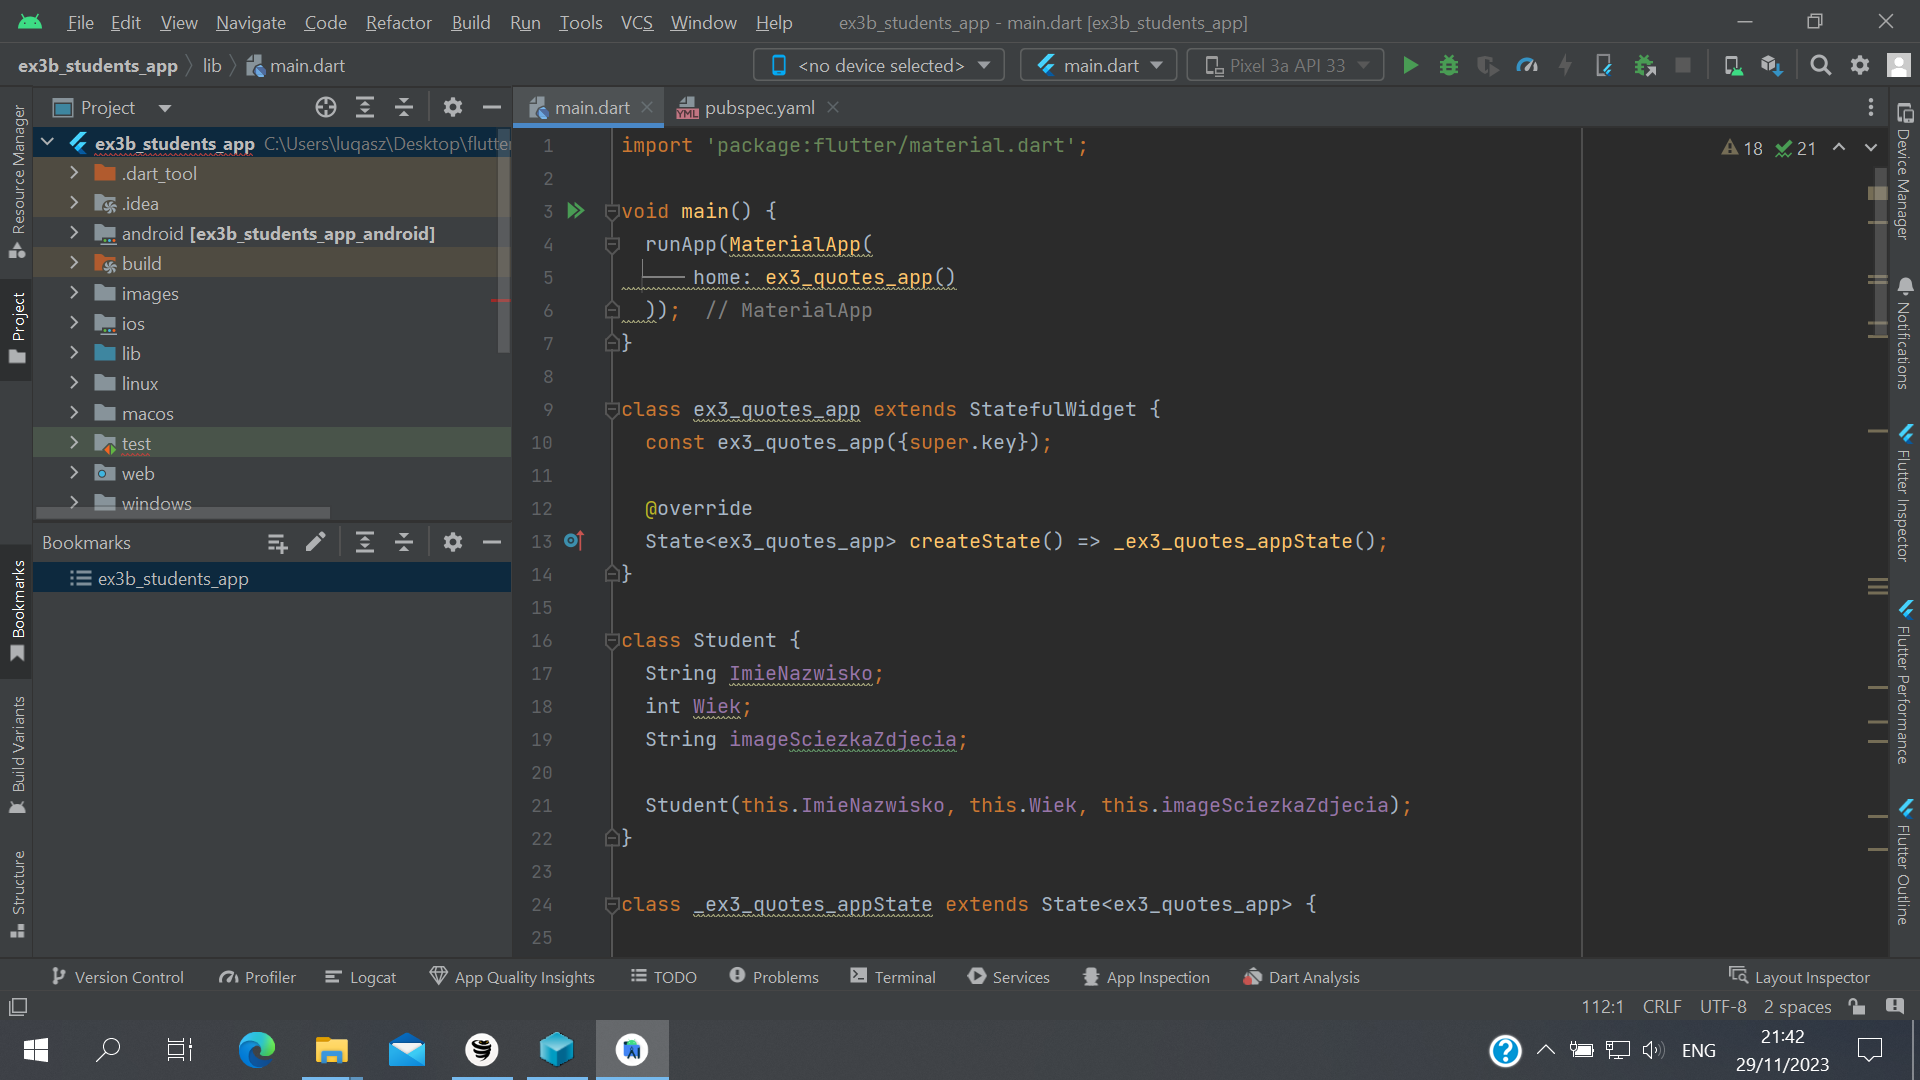 File Edit View Navigate Code Refactor Build Run Tools VCS Window Help ex3b_students_app - main.dart [ex3b_students_app]
ex3b_students_app lib main.dart <no device selected> main.dart Pixel 3a API 33
Project
main.dart pubspec.yaml
ex3b_students_app C:\Users\luqasz\Desktop\flutte
.dart_tool
.idea
android [ex3b_students_app_android]
build
images
ios
lib
linux
macos
test
web
windows
Bookmarks
ex3b_students_app
Resource Manager
Project
Bookmarks
Build Variants
Structure
18 21
1 import 'package:flutter/material.dart';
2
3 void main() {
4 runApp(MaterialApp(
5 home: ex3_quotes_app()
6 )); // MaterialApp
7 }
8
9 class ex3_quotes_app extends StatefulWidget {
10 const ex3_quotes_app({super.key});
11
12 @override
13 State<ex3_quotes_app> createState() => _ex3_quotes_appState();
14 }
15
16 class Student {
17 String ImieNazwisko;
18 int Wiek;
19 String imageSciezkaZdjecia;
20
21 Student(this.ImieNazwisko, this.Wiek, this.imageSciezkaZdjecia);
22 }
23
24 class _ex3_quotes_appState extends State<ex3_quotes_app> {
25
Device Manager
Notifications
Flutter Inspector
Flutter Performance
Flutter Outline
Version Control Profiler Logcat App Quality Insights TODO Problems Terminal Services App Inspection Dart Analysis Layout Inspector
112:1 CRLF UTF-8 2 spaces
ENG
21:42
29/11/2023